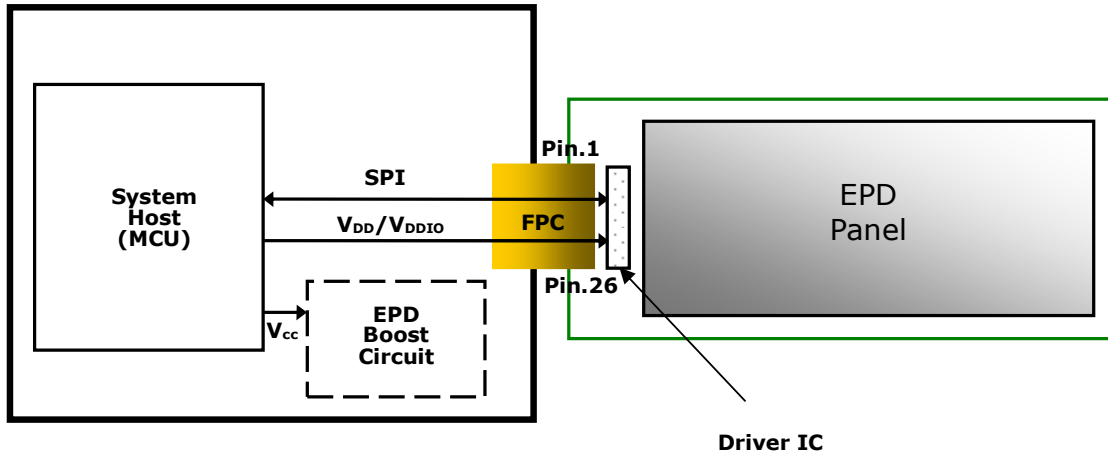 Pin.1
SPI
System
Host
(MCU)
VDD/VDDIO
FPC
EPD
Panel
Pin.26
Vcc
EPD
Boost
Circuit
Driver IC